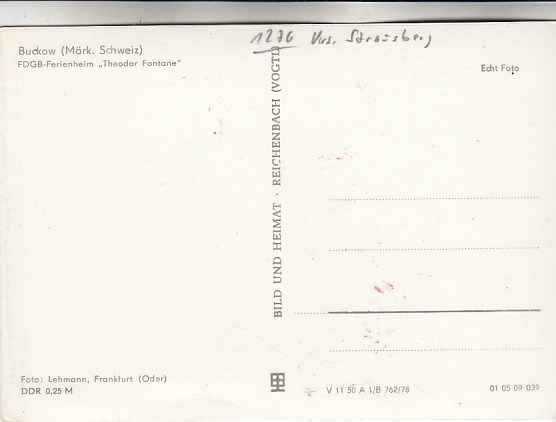 1276 Krs. Strausberg
Buckow (Märk. Schweiz)
FDGB-Ferienheim „Theodor Fontane"
Echt Foto
BILD UND HEIMAT · REICHENBACH (VOGTL
Foto: Lehmann, Frankfurt (Oder)
DDR 0,25 M
V 11 50 A 1/B 762/78
01 05 09 039